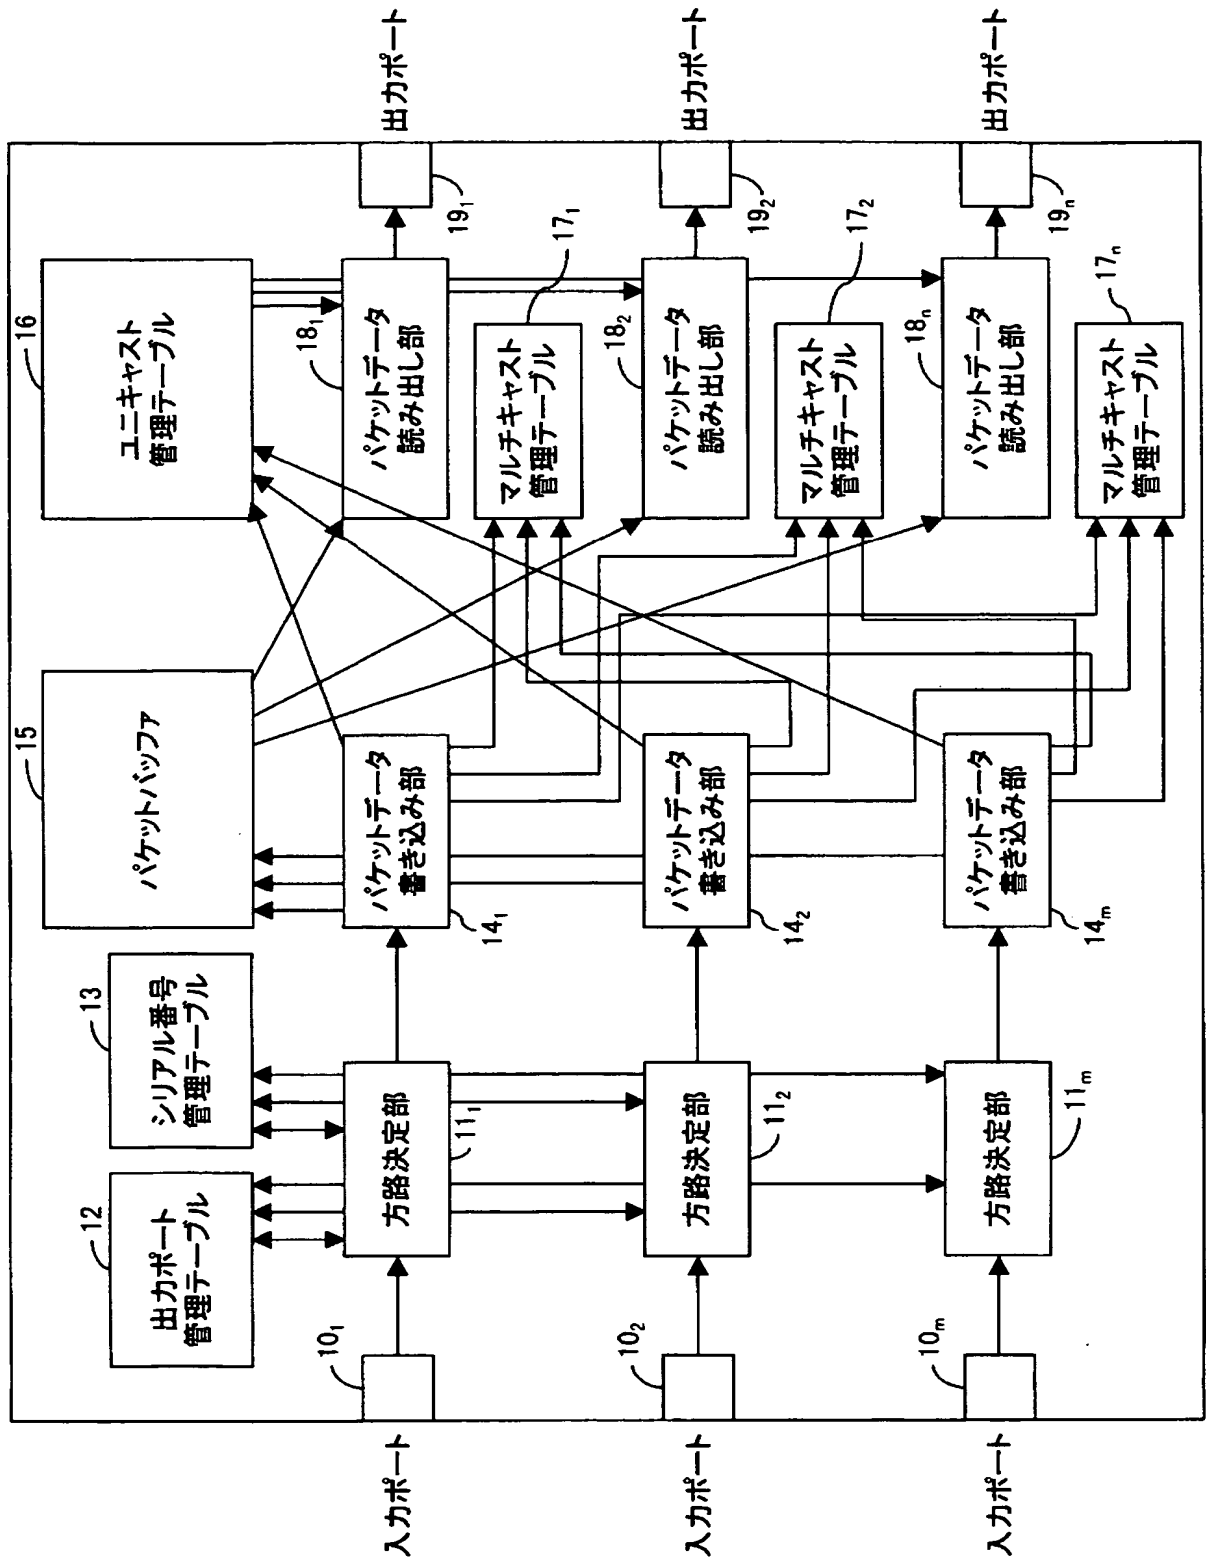 12
出力ポート
管理テーブル
13
シリアル番号
管理テーブル
15
パケットバッファ
16
ユニキャスト
管理テーブル
入力ポート
10₁
方路決定部
11₁
パケットデータ
書き込み部
14₁
パケットデータ
読み出し部
18₁
19₁
出力ポート
マルチキャスト
管理テーブル
17₁
入力ポート
10₂
方路決定部
11₂
パケットデータ
書き込み部
14₂
パケットデータ
読み出し部
18₂
19₂
出力ポート
マルチキャスト
管理テーブル
17₂
入力ポート
10ₘ
方路決定部
11ₘ
パケットデータ
書き込み部
14ₘ
パケットデータ
読み出し部
18ₙ
19ₙ
出力ポート
マルチキャスト
管理テーブル
17ₙ